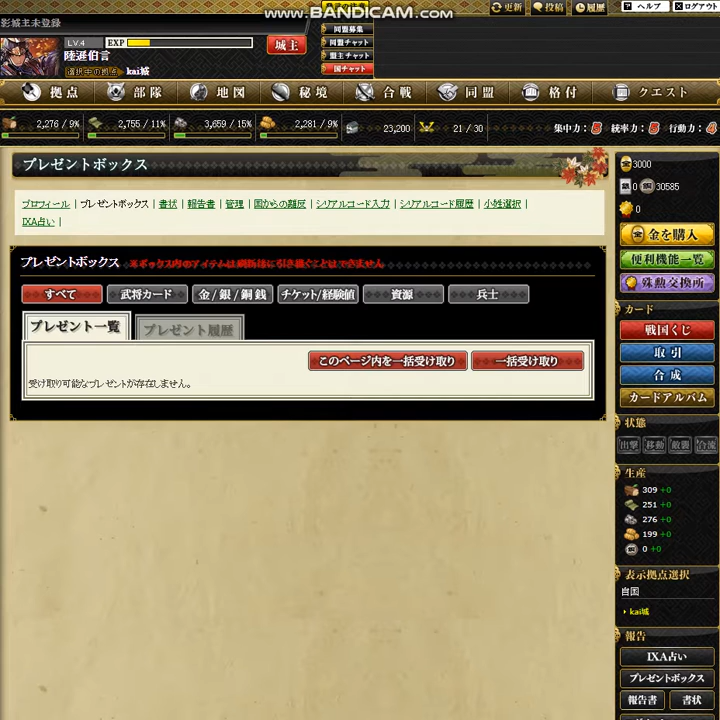 www.BANDICAM.com
影城主未登録
更新 投稿 履歴 ヘルプ ログアウト
LV.4 EXP
陸遜伯言
選択中の拠点 kai城
城主
同盟募集
同盟チャット
盟主チャット
国チャット
拠点 部隊 地図 秘境 合戦 同盟 格付 クエスト
2,276 / 9% 2,755 / 11% 3,659 / 15% 2,281 / 9% 23,200 21 / 30 集中力: 5 統率力: 5 行動力: 4
プレゼントボックス
プロフィール | プレゼントボックス | 書状 | 報告書 | 管理 | 国からの離反 | シリアルコード入力 | シリアルコード履歴 | 小姓選択 |
IXA占い |
プレゼントボックス ※ボックス内のアイテムは刷新後に引き継ぐことはできません
すべて 武将カード 金/銀/銅銭 チケット/経験値 資源 兵士
プレゼント一覧 プレゼント履歴
このページ内を一括受け取り 一括受け取り
受け取り可能なプレゼントが存在しません。
金 3000
銀 0 銅 30585
0
金を購入
便利機能一覧
殊勲交換所
カード
戦国くじ
取引
合成
カードアルバム
状態
出撃 移動 敵襲 合流
生産
309 +0
251 +0
276 +0
199 +0
銅 0 +0
表示拠点選択
自国
kai城
報告
IXA占い
プレゼントボックス
報告書 書状